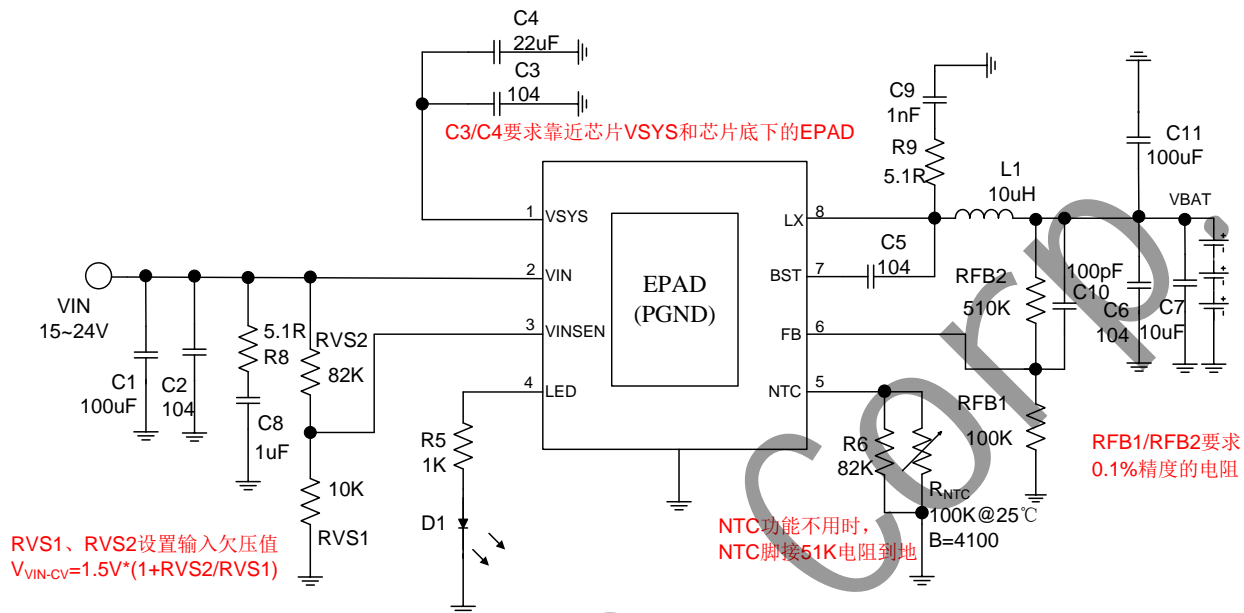 C4
22uF
C3
104
C3/C4要求靠近芯片VSYS和芯片底下的EPAD
C9
1nF
R9
5.1R
C11
100uF
L1
10uH
VBAT
1
VSYS
LX
8
C5
104
2
VIN
BST
7
EPAD
(PGND)
VIN
15~24V
3
VINSEN
FB
6
4
LED
NTC
5
RFB2
510K
100pF
C10
C6
104
C7
10uF
+
-
+
-
+
-
5.1R
R8
RVS2
82K
C1
100uF
C2
104
C8
1uF
10K
RVS1
R5
1K
D1
R6
82K
RNTC
100K@25℃
B=4100
RFB1
100K
RFB1/RFB2要求
0.1%精度的电阻
NTC功能不用时，
NTC脚接51K电阻到地
RVS1、RVS2设置输入欠压值
VVIN-CV=1.5V*(1+RVS2/RVS1)
Corp.